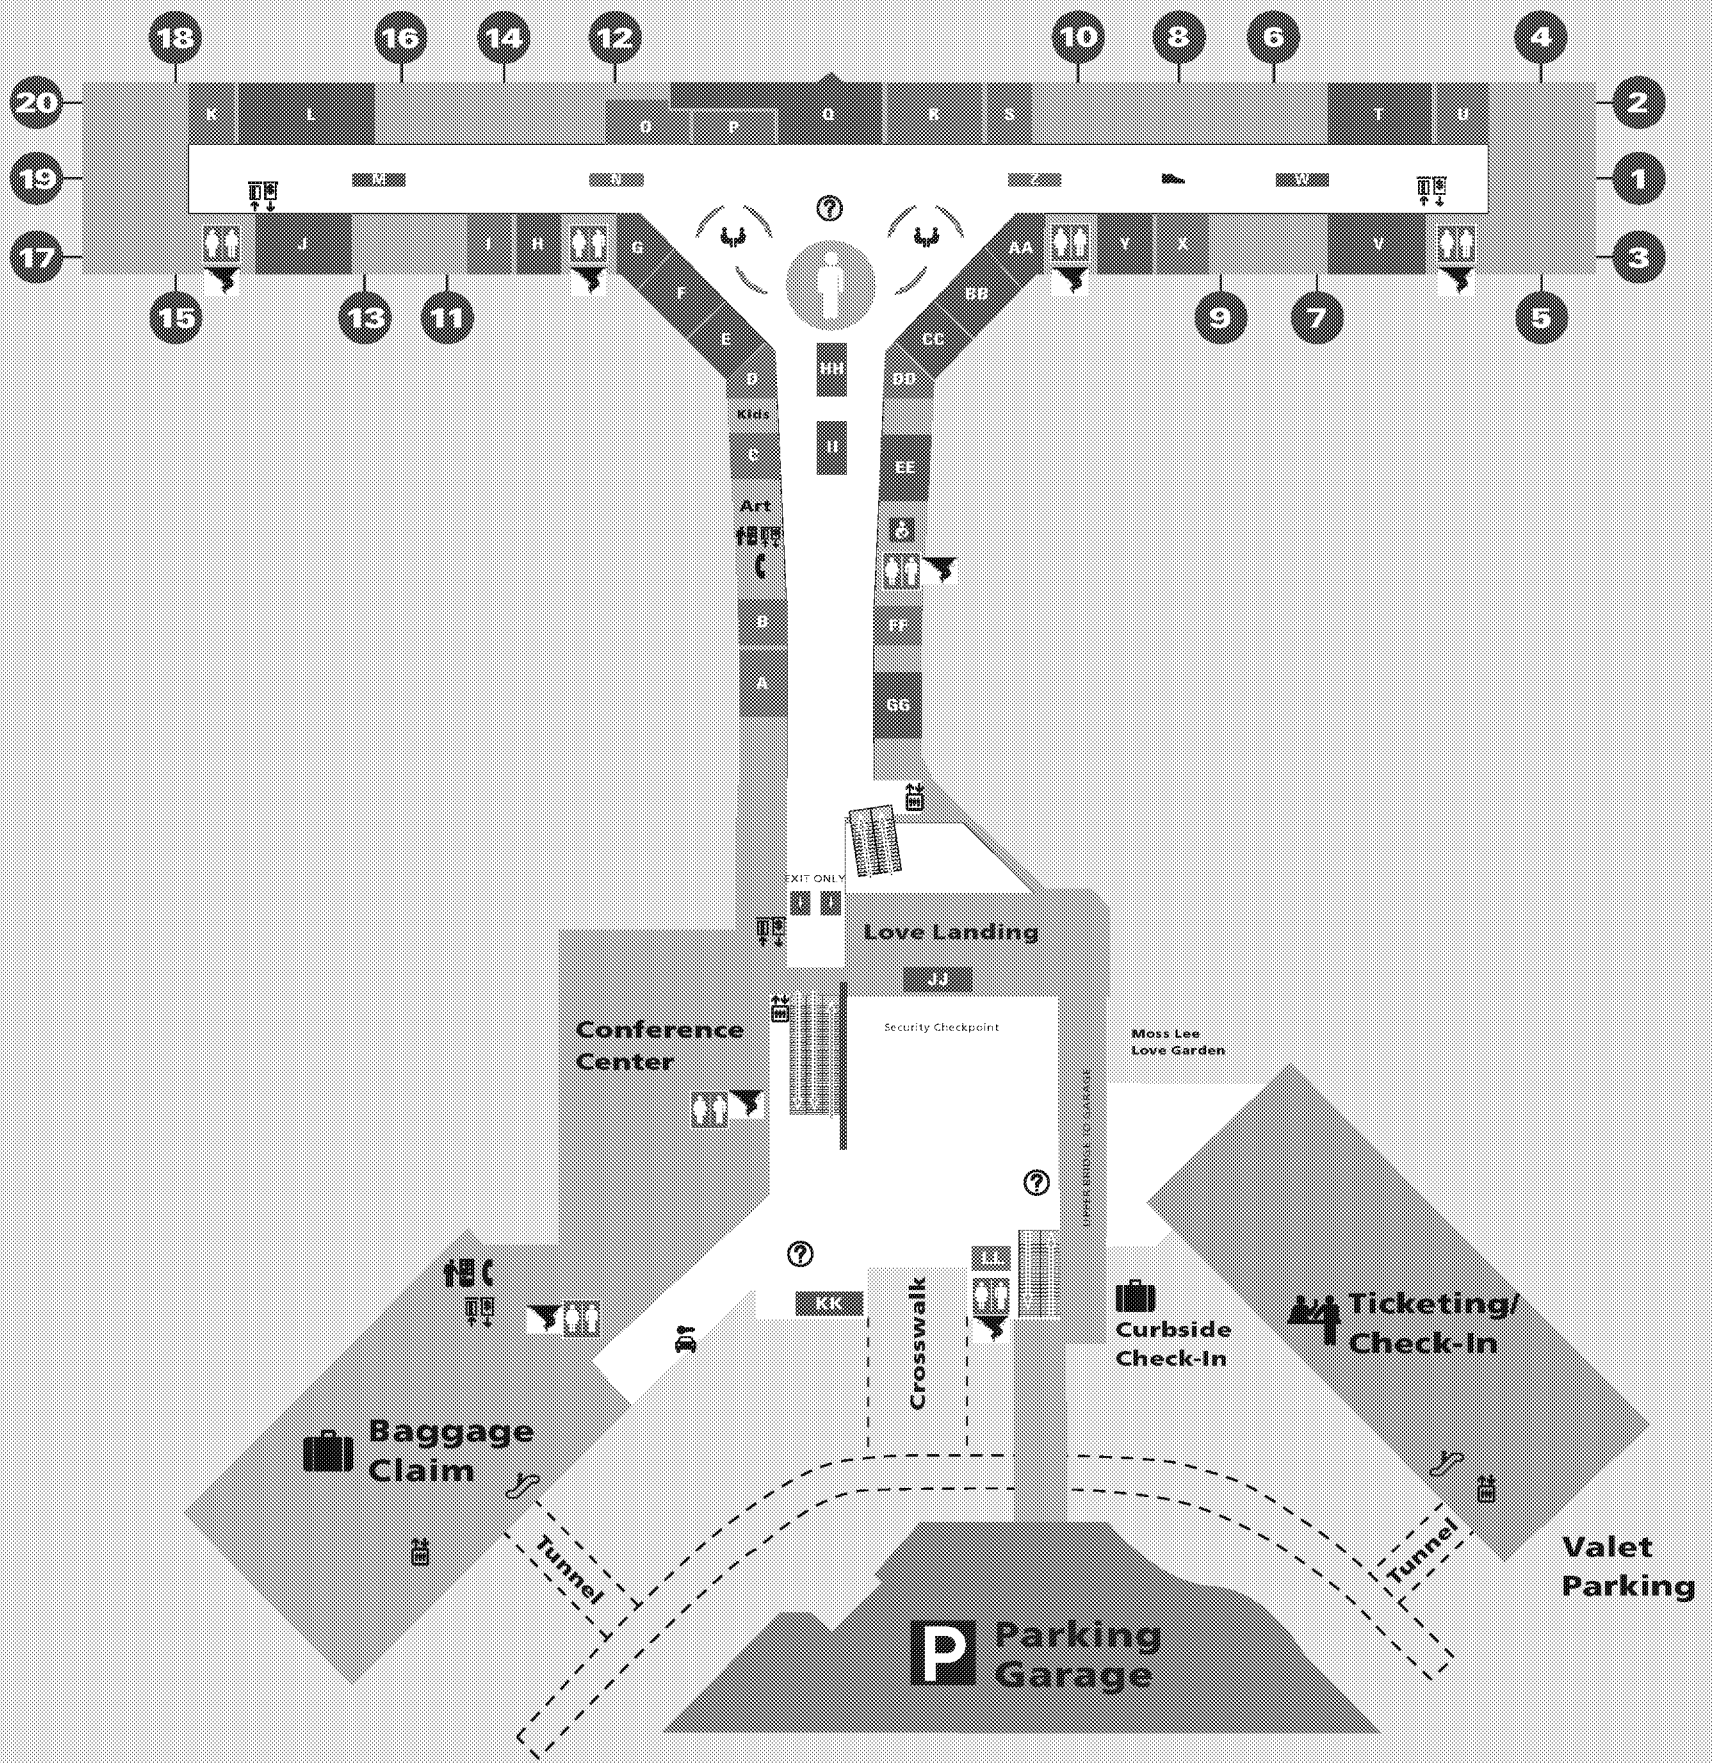 18
16
14
12
10
8
6
4
20
2
K
L
O
P
Q
R
S
T
U
19
M
N
Z
W
1
?
17
J
I
H
G
AA
Y
X
V
3
F
BB
15
13
11
9
7
5
E
CC
D
HH
DD
Kids
C
II
EE
Art
B
FF
A
GG
EXIT ONLY
Love Landing
JJ
Conference
Center
Security Checkpoint
Moss Lee
Love Garden
UPPER BRIDGE TO GARAGE
?
?
LL
KK
Crosswalk
Curbside
Check-In
Ticketing/
Check-In
Baggage
Claim
Tunnel
Tunnel
Valet
Parking
P
Parking
Garage